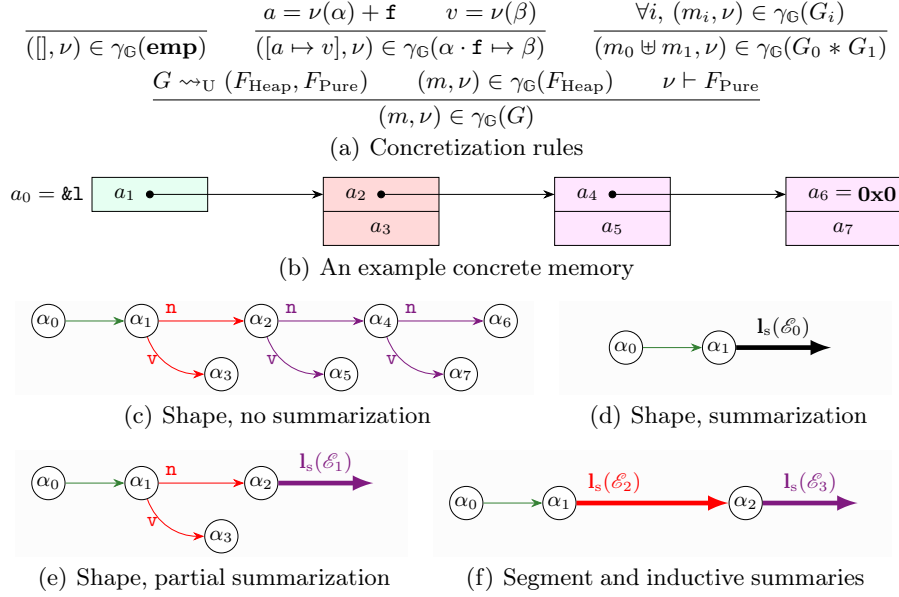 a = ν(α) + f    v = ν(β)    ∀i, (mᵢ, ν) ∈ γ𝔾(Gᵢ)
([], ν) ∈ γ𝔾(emp)    ([a ↦ v], ν) ∈ γ𝔾(α · f ↦ β)    (m₀ ⊎ m₁, ν) ∈ γ𝔾(G₀ ∗ G₁)
G ⇝U (FHeap, FPure)    (m, ν) ∈ γ𝔾(FHeap)    ν ⊢ FPure
(m, ν) ∈ γ𝔾(G)
(a) Concretization rules
a₀ = &l    a₁    a₂    a₄    a₆ = 0x0
a₃    a₅    a₇
(b) An example concrete memory
n    n    n
α₀    α₁    α₂    α₄    α₆
v    v    v
α₃    α₅    α₇
(c) Shape, no summarization
lₛ(ℰ₀)
α₀    α₁
(d) Shape, summarization
n    lₛ(ℰ₁)
α₀    α₁    α₂
v
α₃
(e) Shape, partial summarization
lₛ(ℰ₂)    lₛ(ℰ₃)
α₀    α₁    α₂
(f) Segment and inductive summaries